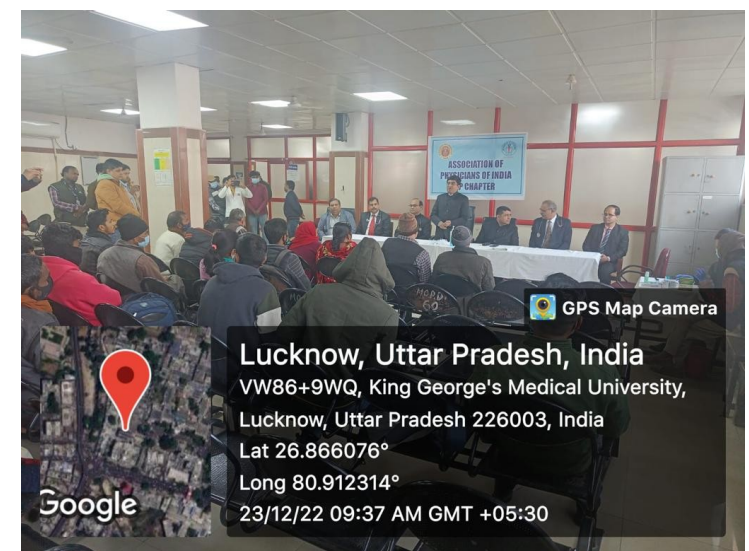 ASSOCIATION OF
PHYSICIANS OF INDIA
UP CHAPTER
GPS Map Camera
Lucknow, Uttar Pradesh, India
VW86+9WQ, King George's Medical University,
Lucknow, Uttar Pradesh 226003, India
Lat 26.866076°
Long 80.912314°
23/12/22 09:37 AM GMT +05:30
Google